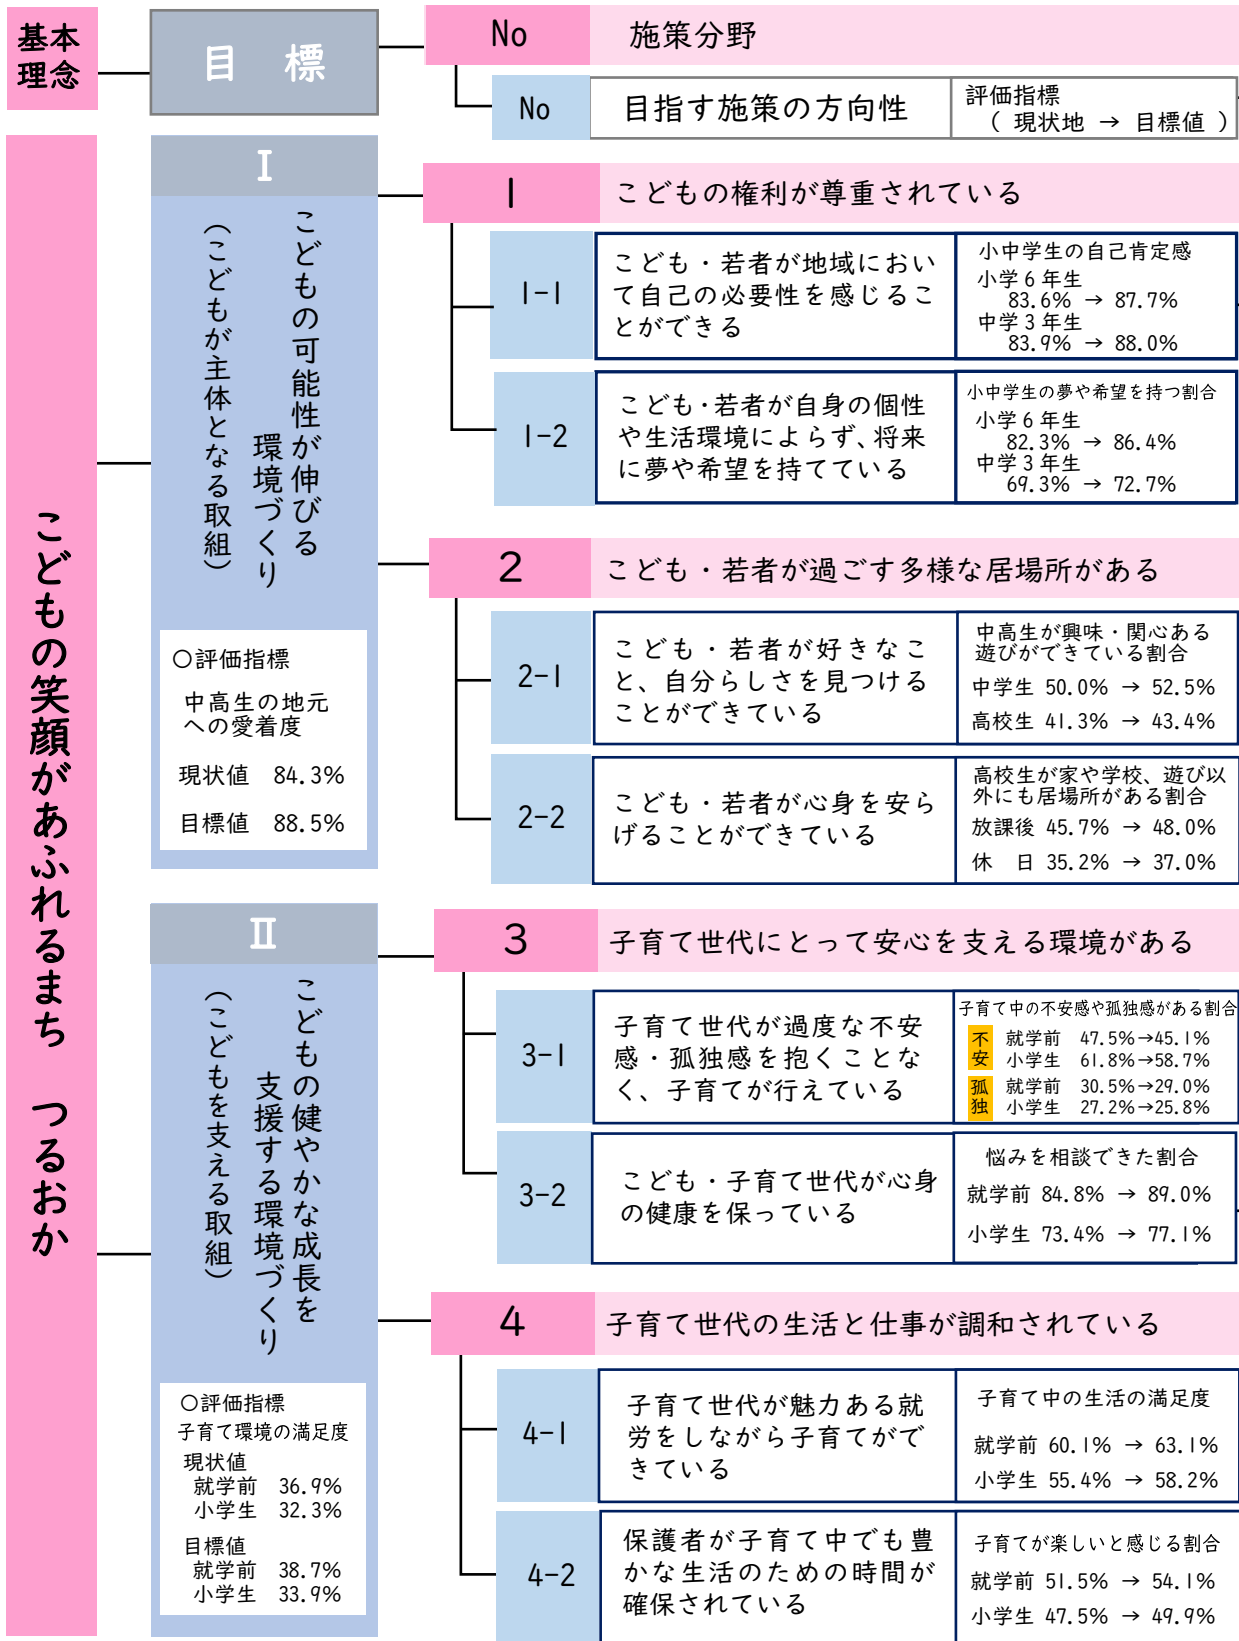 基本
理念
目 標
No 施策分野
No 目指す施策の方向性
評価指標
（ 現状地 → 目標値 ）
こどもの笑顔があふれるまち つるおか
Ⅰ
こどもの可能性が伸びる
環境づくり
（こどもが主体となる取組）
〇評価指標
中高生の地元
への愛着度
現状値 84.3%
目標値 88.5%
1 こどもの権利が尊重されている
1-1
こども・若者が地域におい
て自己の必要性を感じるこ
とができる
小中学生の自己肯定感
小学６年生
83.6% → 87.7%
中学３年生
83.9% → 88.0%
1-2
こども・若者が自身の個性
や生活環境によらず、将来
に夢や希望を持てている
小中学生の夢や希望を持つ割合
小学６年生
82.3% → 86.4%
中学３年生
69.3% → 72.7%
2 こども・若者が過ごす多様な居場所がある
2-1
こども・若者が好きなこ
と、自分らしさを見つける
ことができている
中高生が興味・関心ある
遊びができている割合
中学生 50.0% → 52.5%
高校生 41.3% → 43.4%
2-2
こども・若者が心身を安ら
げることができている
高校生が家や学校、遊び以
外にも居場所がある割合
放課後 45.7% → 48.0%
休 日 35.2% → 37.0%
Ⅱ
こどもの健やかな成長を
支援する環境づくり
（こどもを支える取組）
〇評価指標
子育て環境の満足度
現状値
就学前 36.9%
小学生 32.3%
目標値
就学前 38.7%
小学生 33.9%
3 子育て世代にとって安心を支える環境がある
3-1
子育て世代が過度な不安
感・孤独感を抱くことな
く、子育てが行えている
子育て中の不安感や孤独感がある割合
不安
就学前 47.5%→45.1%
小学生 61.8%→58.7%
孤独
就学前 30.5%→29.0%
小学生 27.2%→25.8%
3-2
こども・子育て世代が心身
の健康を保っている
悩みを相談できた割合
就学前 84.8% → 89.0%
小学生 73.4% → 77.1%
4 子育て世代の生活と仕事が調和されている
4-1
子育て世代が魅力ある就
労をしながら子育てがで
きている
子育て中の生活の満足度
就学前 60.1% → 63.1%
小学生 55.4% → 58.2%
4-2
保護者が子育て中でも豊
かな生活のための時間が
確保されている
子育てが楽しいと感じる割合
就学前 51.5% → 54.1%
小学生 47.5% → 49.9%